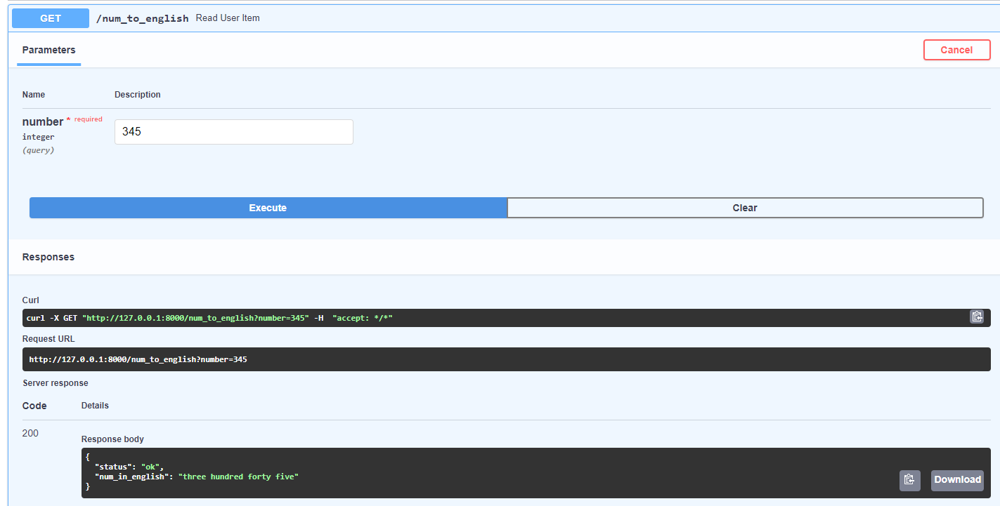 GET /num_to_english Read User Item
Parameters Cancel
Name Description
number * required
345
integer
(query)
Execute Clear
Responses
Curl
curl -X GET "http://127.0.0.1:8000/num_to_english?number=345" -H  "accept: */*"
Request URL
http://127.0.0.1:8000/num_to_english?number=345
Server response
Code Details
200
Response body
{
  "status": "ok",
  "num_in_english": "three hundred forty five"
}
Download